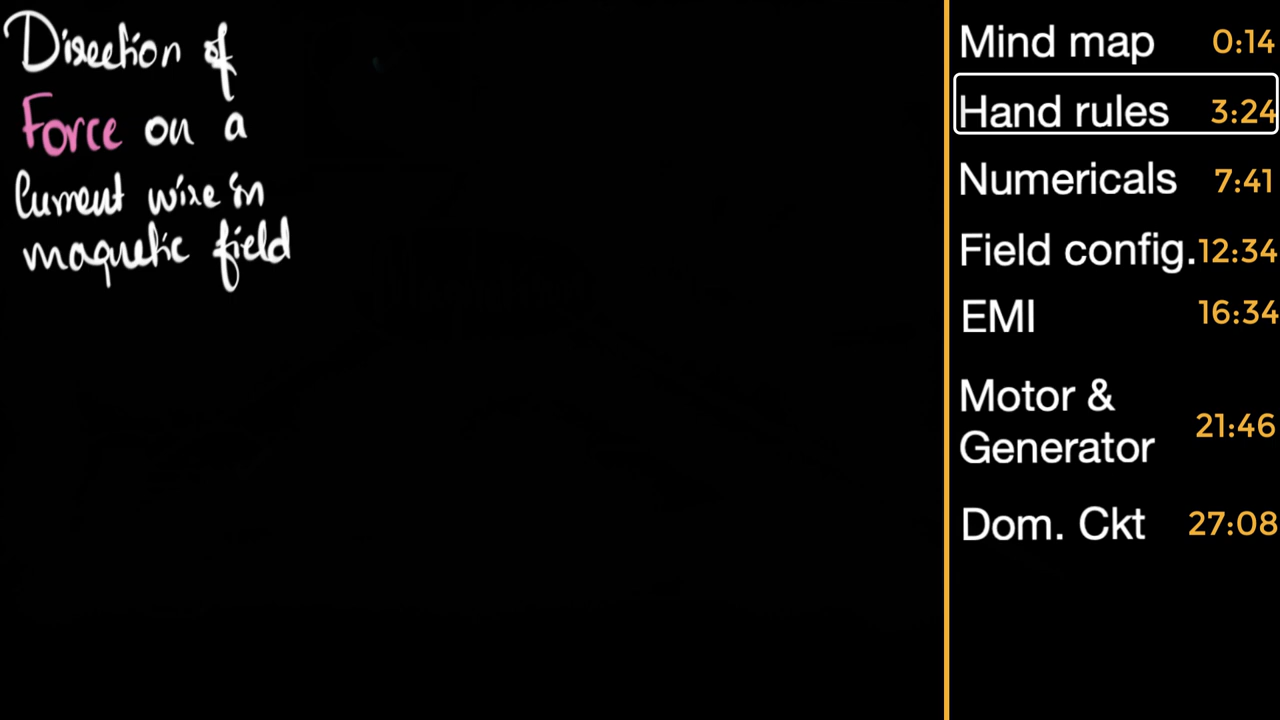 Direction of
Force on a
Current wire in
magnetic field
Mind map 0:14
Hand rules 3:24
Numericals 7:41
Field config. 12:34
EMI 16:34
Motor &
Generator 21:46
Dom. Ckt 27:08